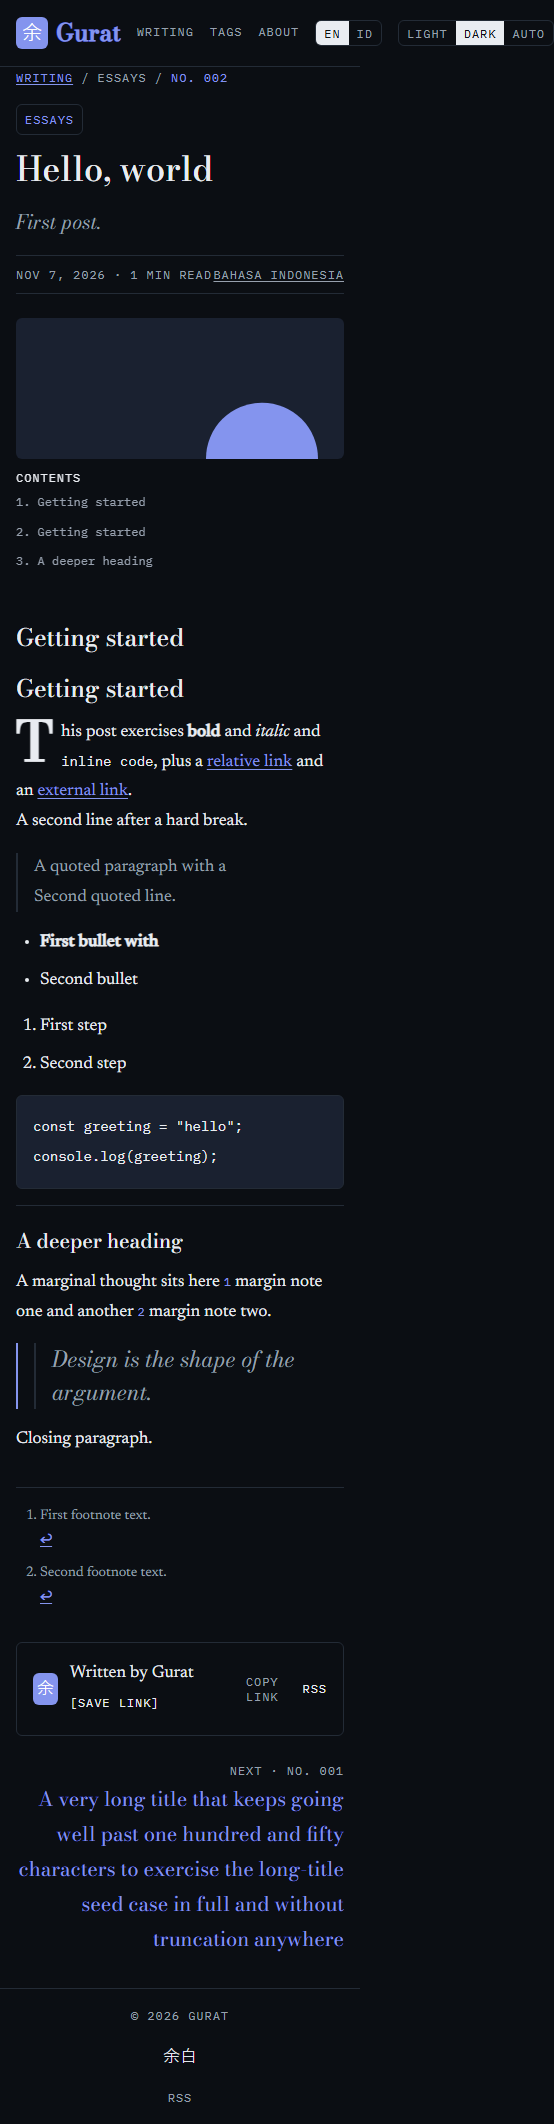 余 Gurat WRITING TAGS ABOUT EN ID LIGHT DARK AUTO
WRITING / ESSAYS / NO. 002
ESSAYS
Hello, world
First post.
NOV 7, 2026 · 1 MIN READ BAHASA INDONESIA
CONTENTS
1. Getting started
2. Getting started
3. A deeper heading
Getting started
Getting started
This post exercises bold and italic and
inline code, plus a relative link and
an external link.
A second line after a hard break.
A quoted paragraph with a
Second quoted line.
• First bullet with
• Second bullet
1. First step
2. Second step
const greeting = "hello";
console.log(greeting);
A deeper heading
A marginal thought sits here 1 margin note
one and another 2 margin note two.
Design is the shape of the
argument.
Closing paragraph.
1. First footnote text.
↩
2. Second footnote text.
↩
余 Written by Gurat
[SAVE LINK]
COPY
LINK
RSS
NEXT · NO. 001
A very long title that keeps going
well past one hundred and fifty
characters to exercise the long-title
seed case in full and without
truncation anywhere
© 2026 GURAT
余白
RSS